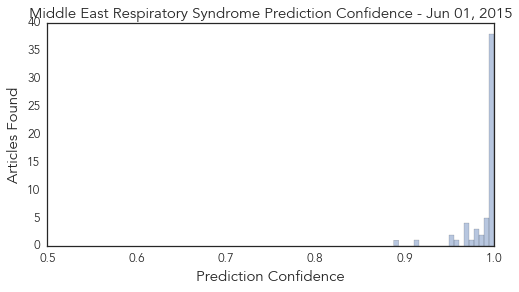 Middle East Respiratory Syndrome Prediction Confidence - Jun 01, 2015
40
35
30
25
20
15
10
5
0
Articles Found
0.5 0.6 0.7 0.8 0.9 1.0
Prediction Confidence